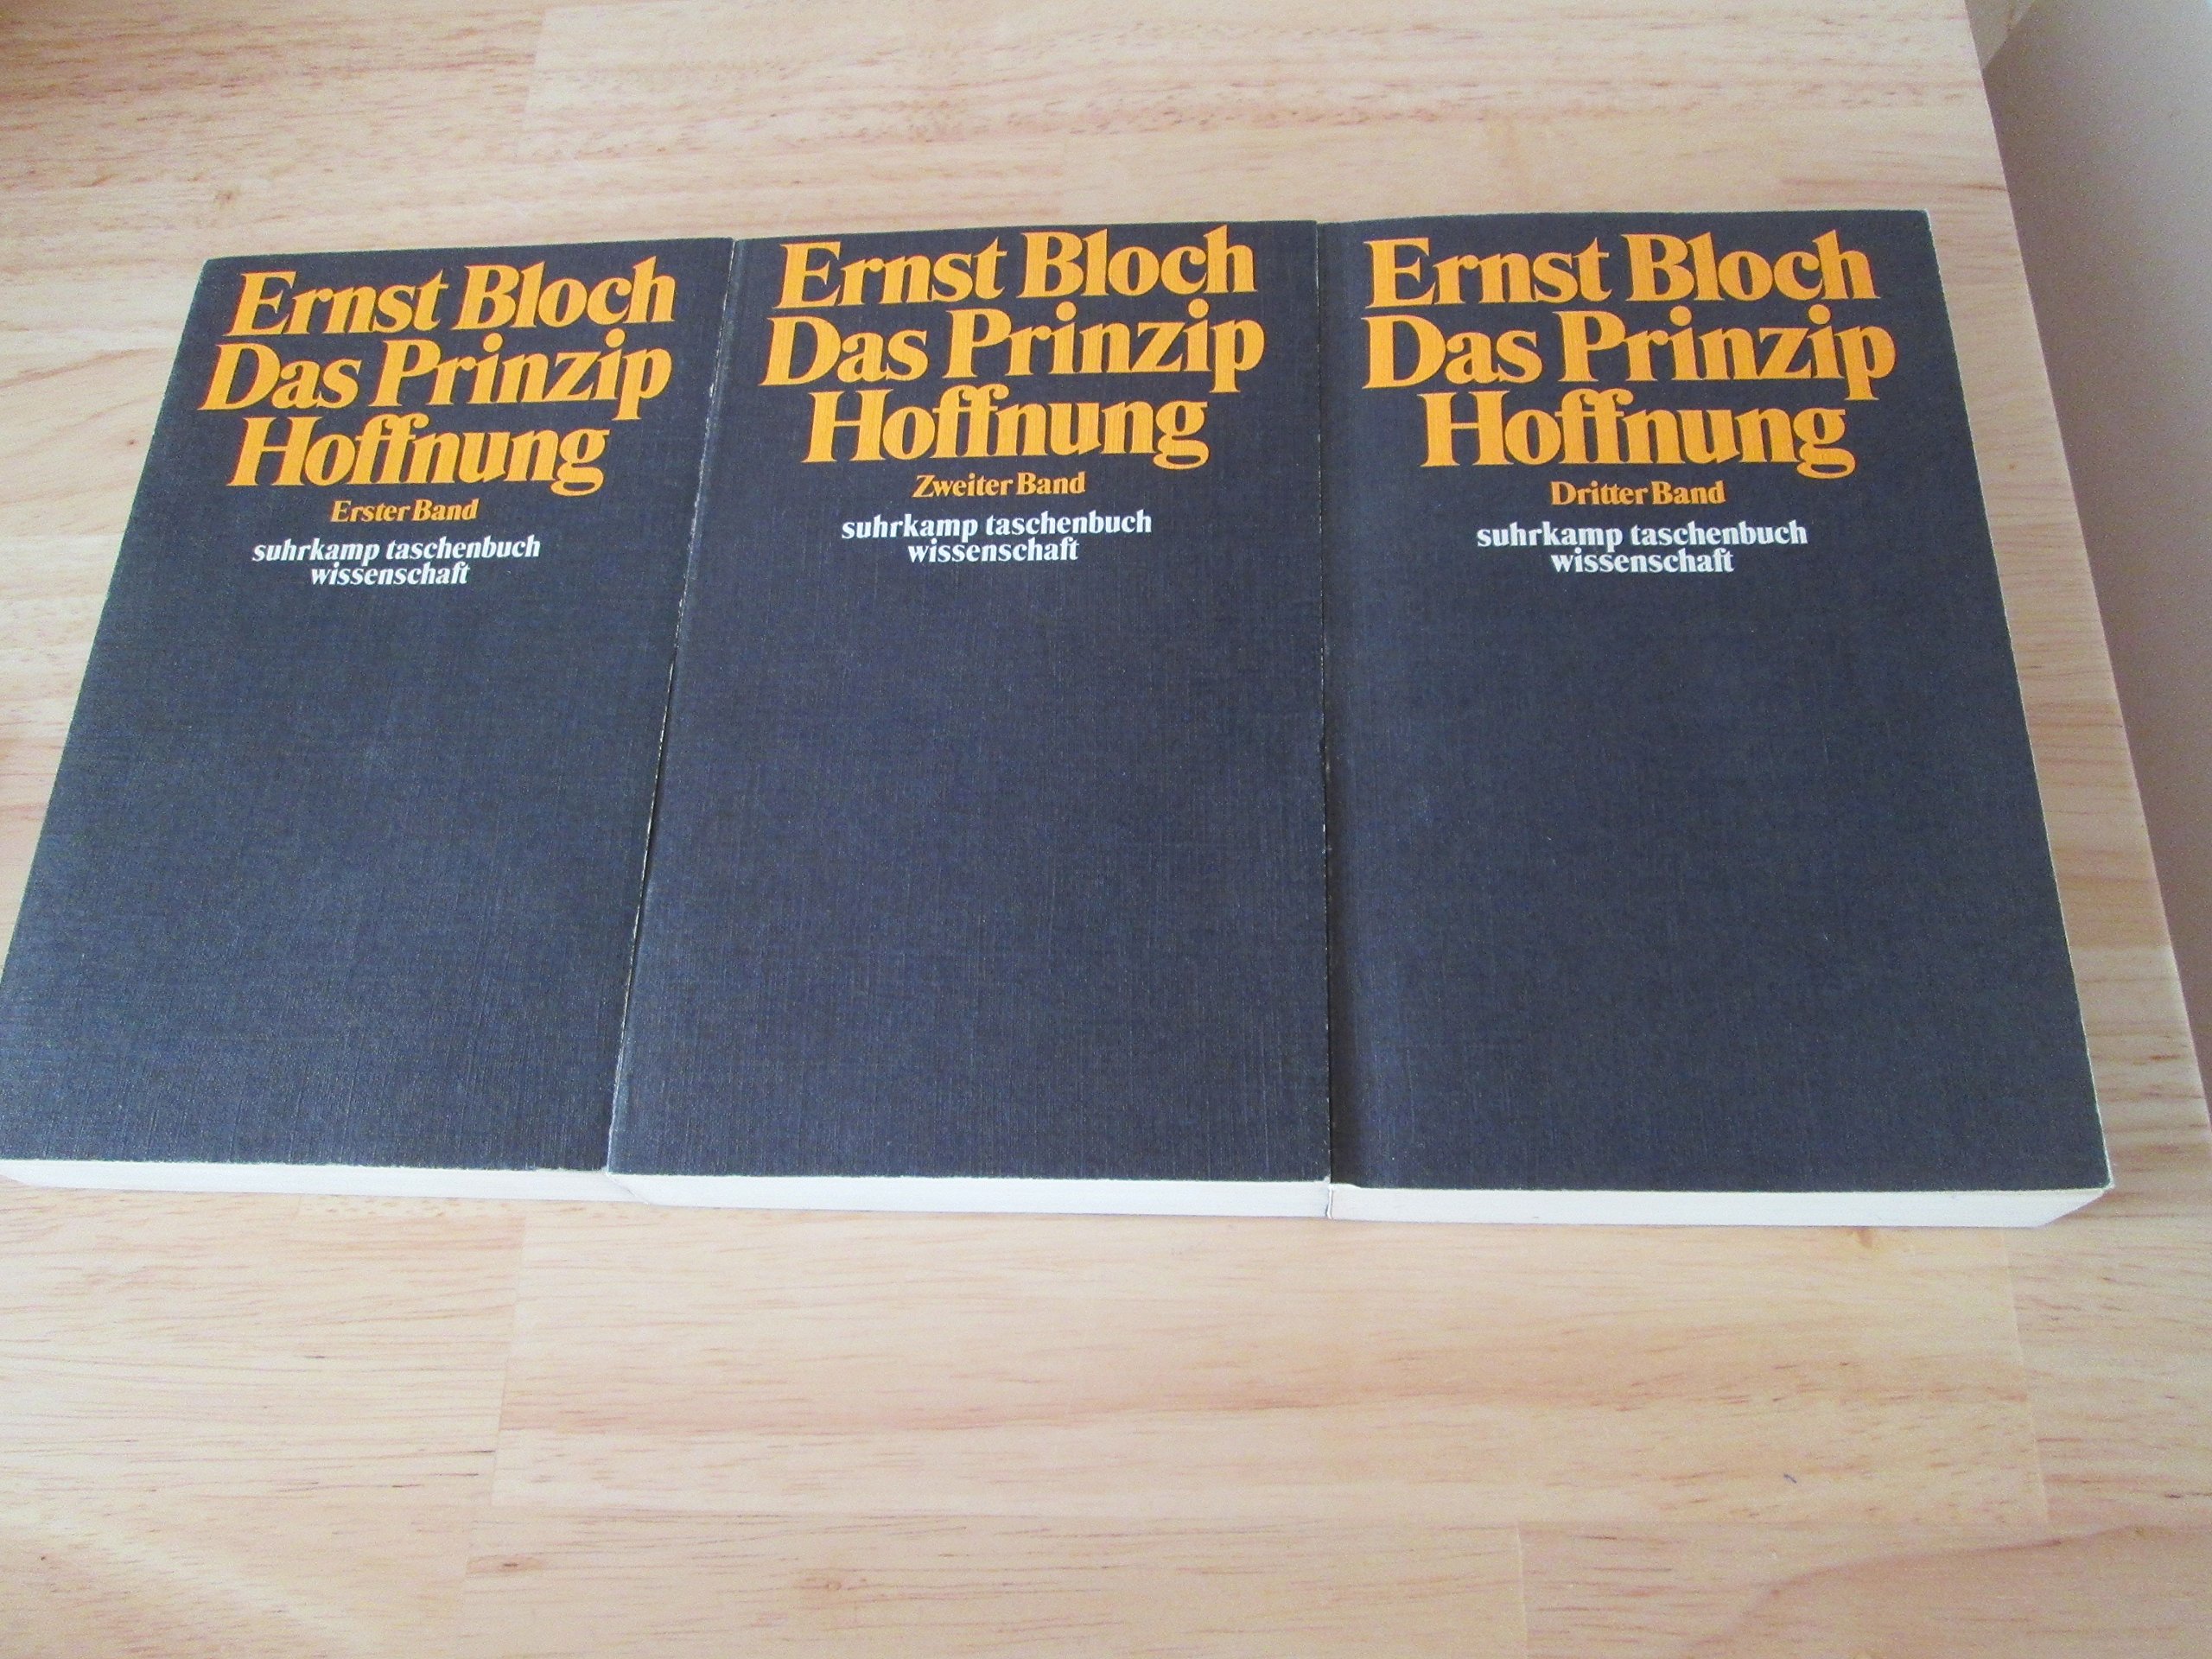 Ernst Bloch
Das Prinzip
Hoffnung
Erster Band
suhrkamp taschenbuch
wissenschaft
Ernst Bloch
Das Prinzip
Hoffnung
Zweiter Band
suhrkamp taschenbuch
wissenschaft
Ernst Bloch
Das Prinzip
Hoffnung
Dritter Band
suhrkamp taschenbuch
wissenschaft